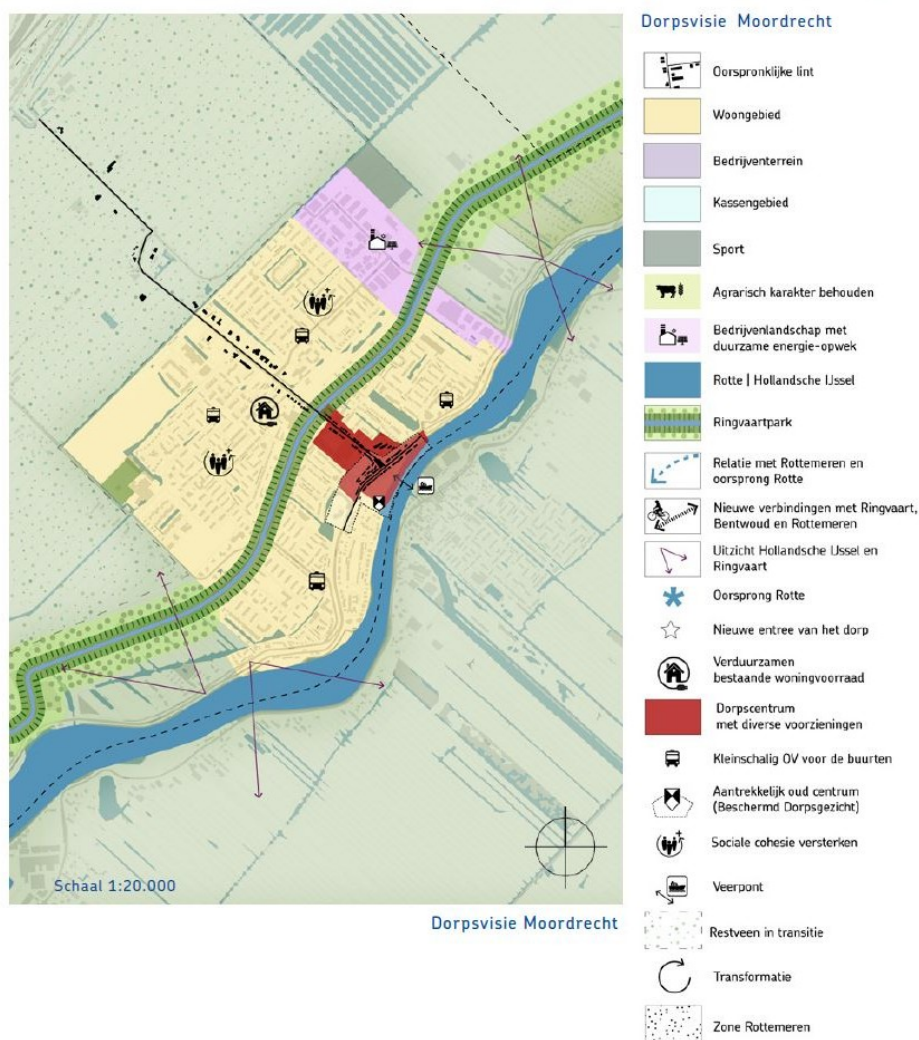 Dorpsvisie Moordrecht
Oorspronklijke lint
Woongebied
Bedrijventerrein
Kassengebied
Sport
Agrarisch karakter behouden
Bedrijvenlandschap met
duurzame energie-opwek
Rotte | Hollandsche IJssel
Ringvaartpark
Relatie met Rottemeren en
oorsprong Rotte
Nieuwe verbindingen met Ringvaart,
Bentwoud en Rottemeren
Uitzicht Hollandsche IJssel en
Ringvaart
Oorsprong Rotte
Nieuwe entree van het dorp
Verduurzamen
bestaande woningvoorraad
Dorpscentrum
met diverse voorzieningen
Kleinschalig OV voor de buurten
Aantrekkelijk oud centrum
(Beschermd Dorpsgezicht)
Sociale cohesie versterken
Veerpont
Restveen in transitie
Transformatie
Zone Rottemeren
Schaal 1:20.000
Dorpsvisie Moordrecht